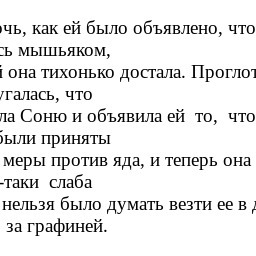 очь, как ей было объявлено, что
сь мышьяком,
й она тихонько достала. Проглот
угалась, что
ла Соню и объявила ей то, что
были приняты
меры против яда, и теперь она
-таки слаба
нельзя было думать везти ее в д
за графиней.